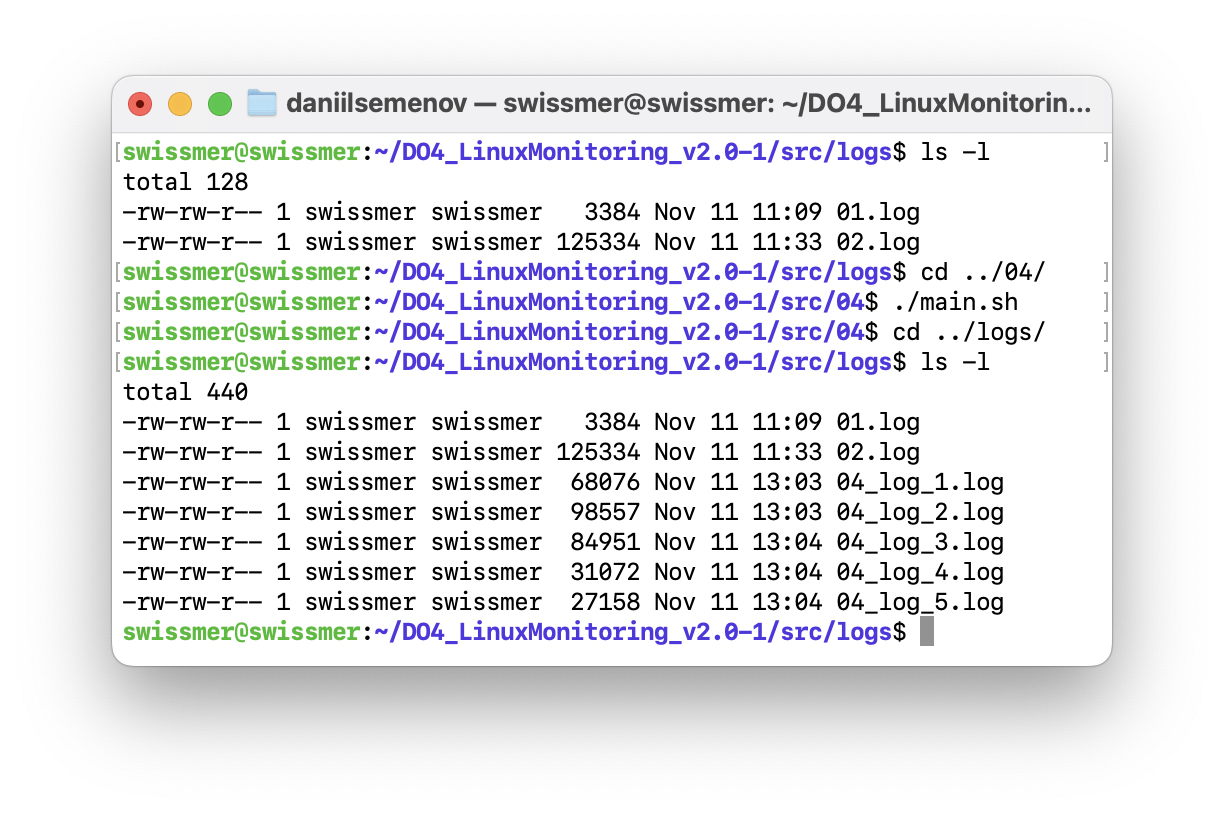 daniilsemenov — swissmer@swissmer: ~/DO4_LinuxMonitorin...
[swissmer@swissmer:~/DO4_LinuxMonitoring_v2.0-1/src/logs$ ls -l ]
total 128
-rw-rw-r-- 1 swissmer swissmer   3384 Nov 11 11:09 01.log
-rw-rw-r-- 1 swissmer swissmer 125334 Nov 11 11:33 02.log
[swissmer@swissmer:~/DO4_LinuxMonitoring_v2.0-1/src/logs$ cd ../04/ ]
[swissmer@swissmer:~/DO4_LinuxMonitoring_v2.0-1/src/04$ ./main.sh ]
[swissmer@swissmer:~/DO4_LinuxMonitoring_v2.0-1/src/04$ cd ../logs/ ]
[swissmer@swissmer:~/DO4_LinuxMonitoring_v2.0-1/src/logs$ ls -l ]
total 440
-rw-rw-r-- 1 swissmer swissmer   3384 Nov 11 11:09 01.log
-rw-rw-r-- 1 swissmer swissmer 125334 Nov 11 11:33 02.log
-rw-rw-r-- 1 swissmer swissmer  68076 Nov 11 13:03 04_log_1.log
-rw-rw-r-- 1 swissmer swissmer  98557 Nov 11 13:03 04_log_2.log
-rw-rw-r-- 1 swissmer swissmer  84951 Nov 11 13:04 04_log_3.log
-rw-rw-r-- 1 swissmer swissmer  31072 Nov 11 13:04 04_log_4.log
-rw-rw-r-- 1 swissmer swissmer  27158 Nov 11 13:04 04_log_5.log
swissmer@swissmer:~/DO4_LinuxMonitoring_v2.0-1/src/logs$